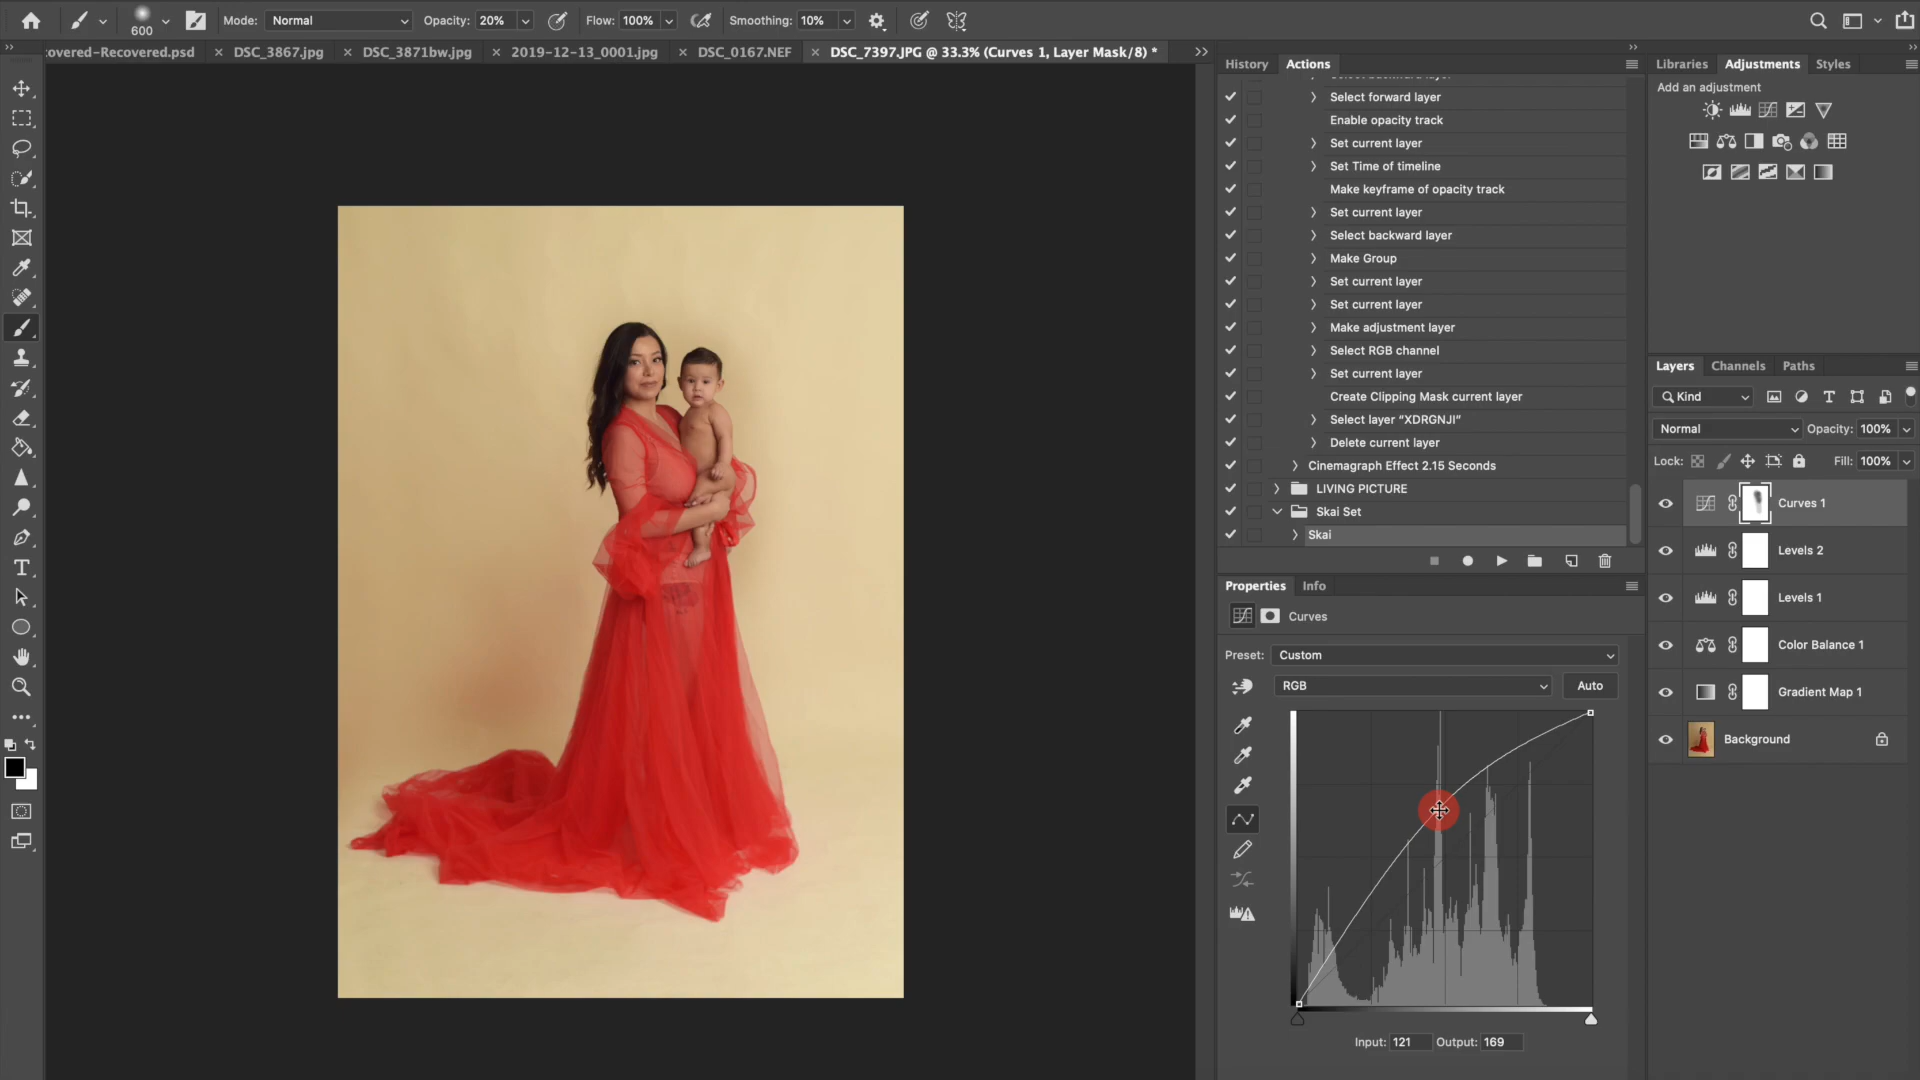 600
Mode: Normal
Opacity: 20%
Flow: 100%
Smoothing: 10%
overed-Recovered.psd
DSC_3867.jpg
DSC_3871bw.jpg
2019-12-13_0001.jpg
DSC_0167.NEF
DSC_7397.JPG @ 33.3% (Curves 1, Layer Mask/8) *
History
Actions
Select backward layer
Select forward layer
Enable opacity track
Set current layer
Set Time of timeline
Make keyframe of opacity track
Set current layer
Select backward layer
Make Group
Set current layer
Set current layer
Make adjustment layer
Select RGB channel
Set current layer
Create Clipping Mask current layer
Select layer “XDRGNJI”
Delete current layer
Cinemagraph Effect 2.15 Seconds
LIVING PICTURE
Skai Set
Skai
Properties
Info
Curves
Preset: Custom
RGB
Auto
Input: 121
Output: 169
Libraries
Adjustments
Styles
Add an adjustment
Layers
Channels
Paths
Kind
Normal
Opacity: 100%
Lock:
Fill: 100%
Curves 1
Levels 2
Levels 1
Color Balance 1
Gradient Map 1
Background